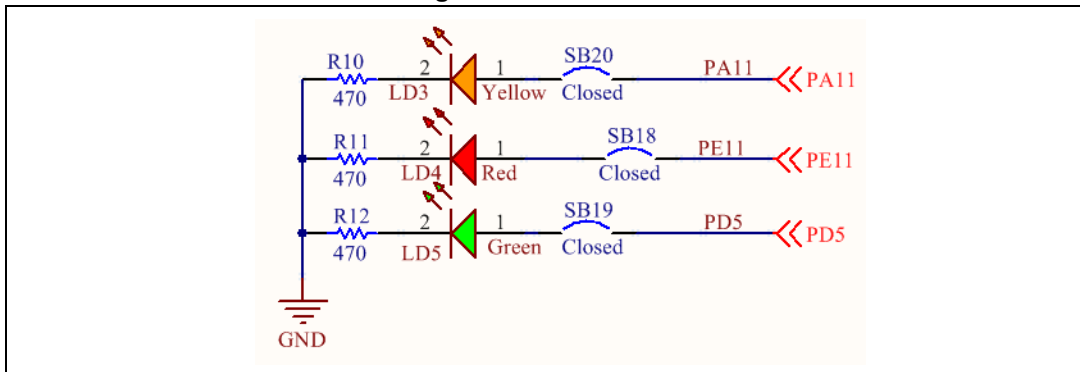 R10 2 1 SB20 PA11 PA11
470 LD3 Yellow Closed
R11 2 1 SB18 PE11 PE11
470 LD4 Red Closed
R12 2 1 SB19 PD5 PD5
470 LD5 Green Closed
GND